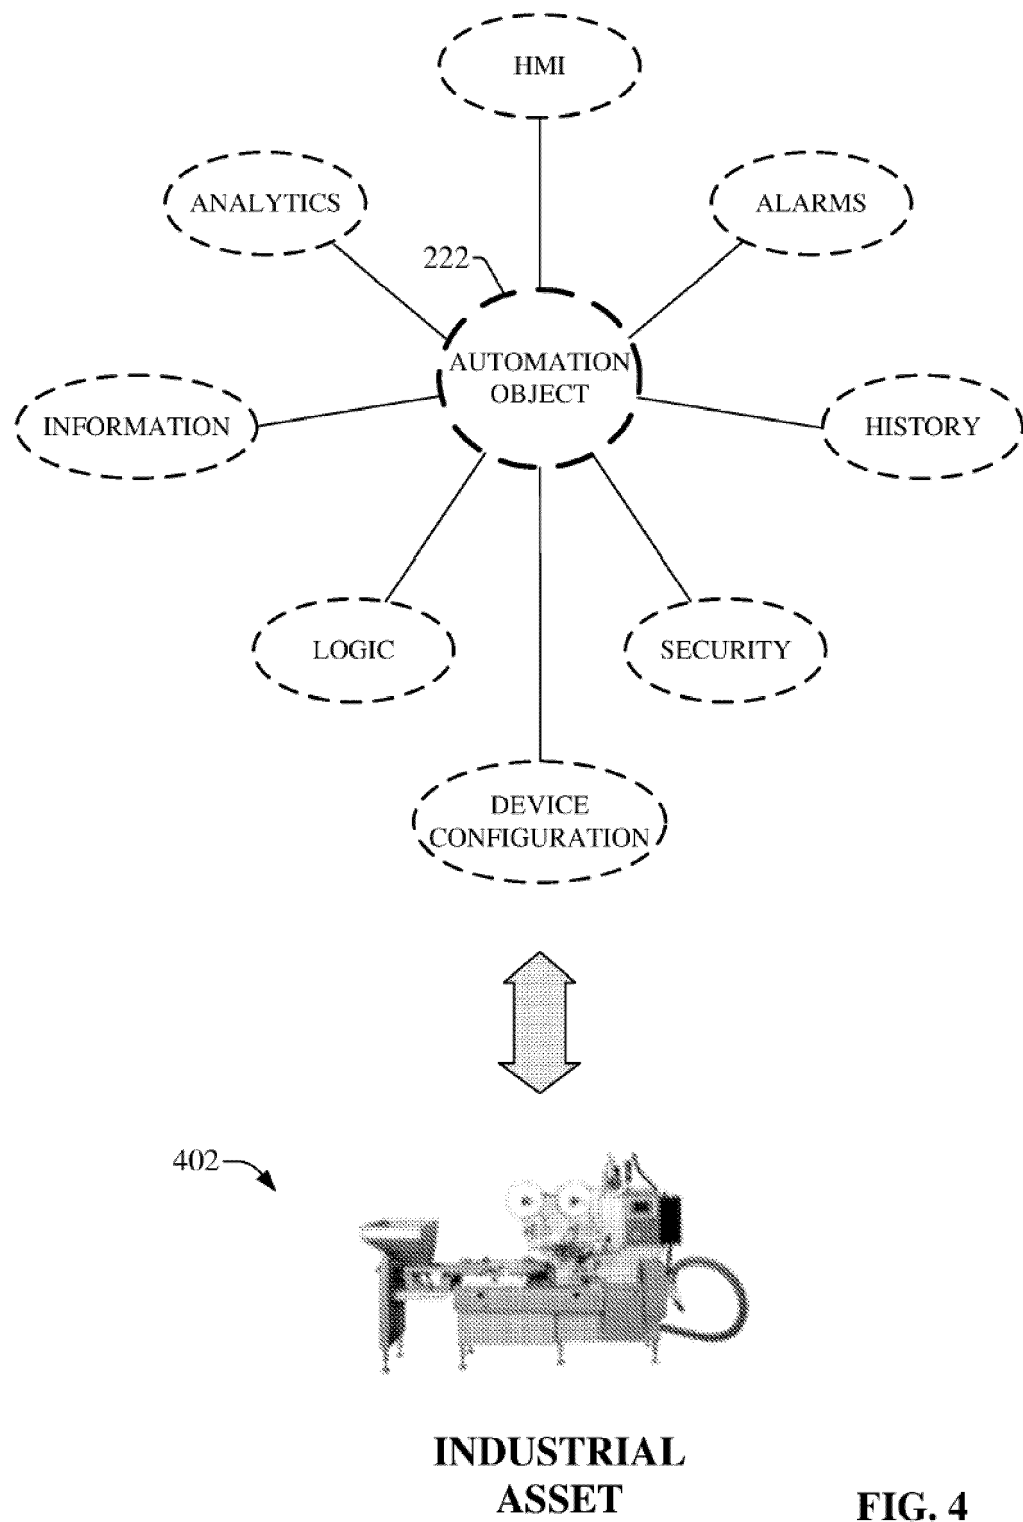 HMI
ANALYTICS
ALARMS
222
AUTOMATION
OBJECT
INFORMATION
HISTORY
LOGIC
SECURITY
DEVICE
CONFIGURATION
402
INDUSTRIAL
ASSET
FIG. 4